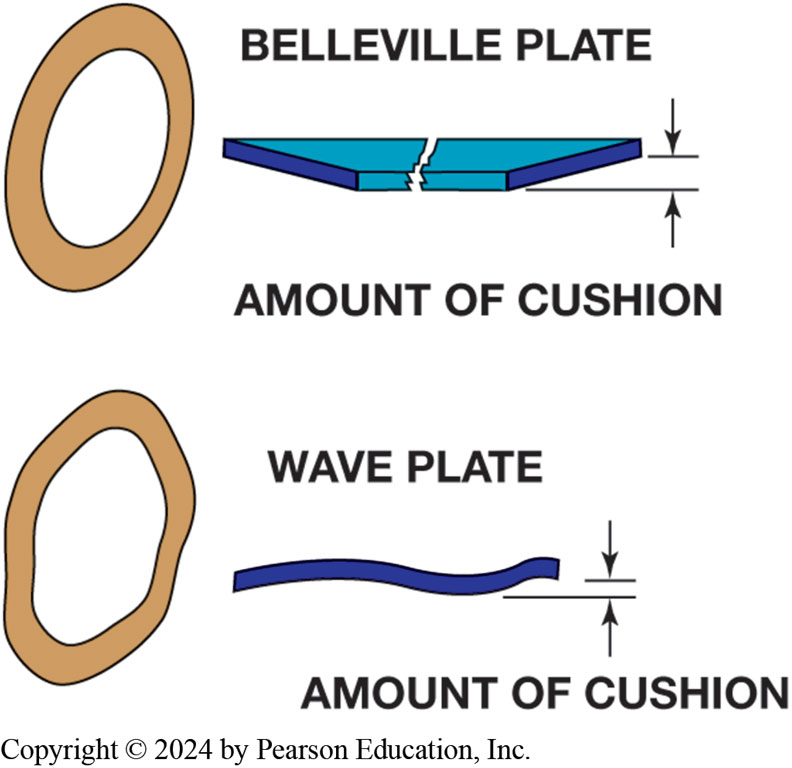 BELLEVILLE PLATE
AMOUNT OF CUSHION
WAVE PLATE
AMOUNT OF CUSHION
Copyright © 2024 by Pearson Education, Inc.